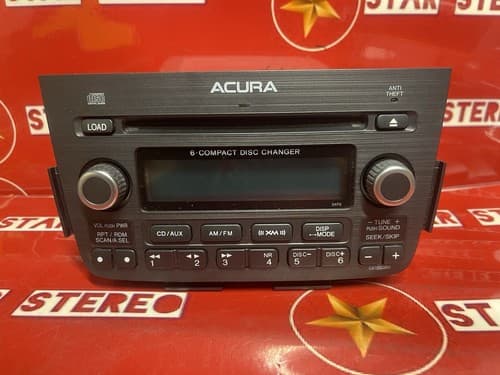 STAR
STAR
STEREO
ACURA
ANTI
THEFT
LOAD
6-COMPACT DISC CHANGER
VOL PUSH PWR
RPT / RDM
SCAN/A.SEL
CD/AUX
AM/FM
XM
DISP
MODE
− TUNE +
PUSH SOUND
SEEK/SKIP
1
2
3
NR
4
DISC−
5
DISC+
6
−
+
STEREO
STAR